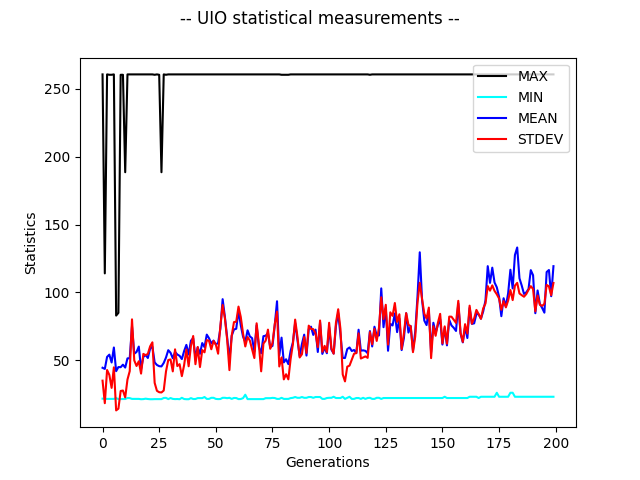 -- UIO statistical measurements --
MAX
MIN
MEAN
STDEV
Statistics
250
200
150
100
50
0 25 50 75 100 125 150 175 200
Generations